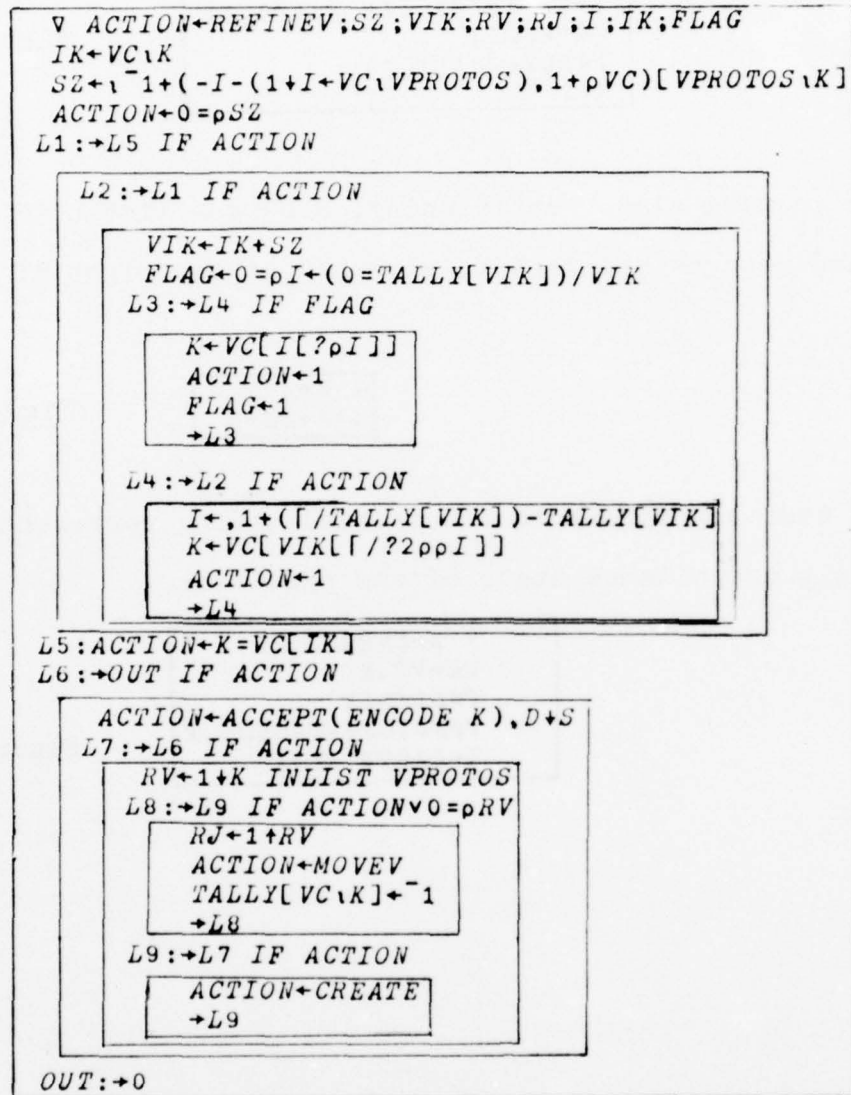 ∇ ACTION←REFINEV;SZ;VIK;RV;RJ;I;IK;FLAG
IK←VC⍳K
SZ←⍳¯1+(-I-(1↓I←VC⍳VPROTOS),1+⍴VC)[VPROTOS⍳K]
ACTION←0=⍴SZ
L1:→L5 IF ACTION
L2:→L1 IF ACTION
VIK←IK+SZ
FLAG←0=⍴I←(0=TALLY[VIK])/VIK
L3:→L4 IF FLAG
K←VC[I[?⍴I]]
ACTION←1
FLAG←1
→L3
L4:→L2 IF ACTION
I←,1+(⌈/TALLY[VIK])-TALLY[VIK]
K←VC[VIK[⌈/?2⍴⍴I]]
ACTION←1
→L4
L5:ACTION←K=VC[IK]
L6:→OUT IF ACTION
ACTION←ACCEPT(ENCODE K),D↓S
L7:→L6 IF ACTION
RV←1↓K INLIST VPROTOS
L8:→L9 IF ACTION∨0=⍴RV
RJ←1↑RV
ACTION←MOVEV
TALLY[VC⍳K]←¯1
→L8
L9:→L7 IF ACTION
ACTION←CREATE
→L9
OUT:→0